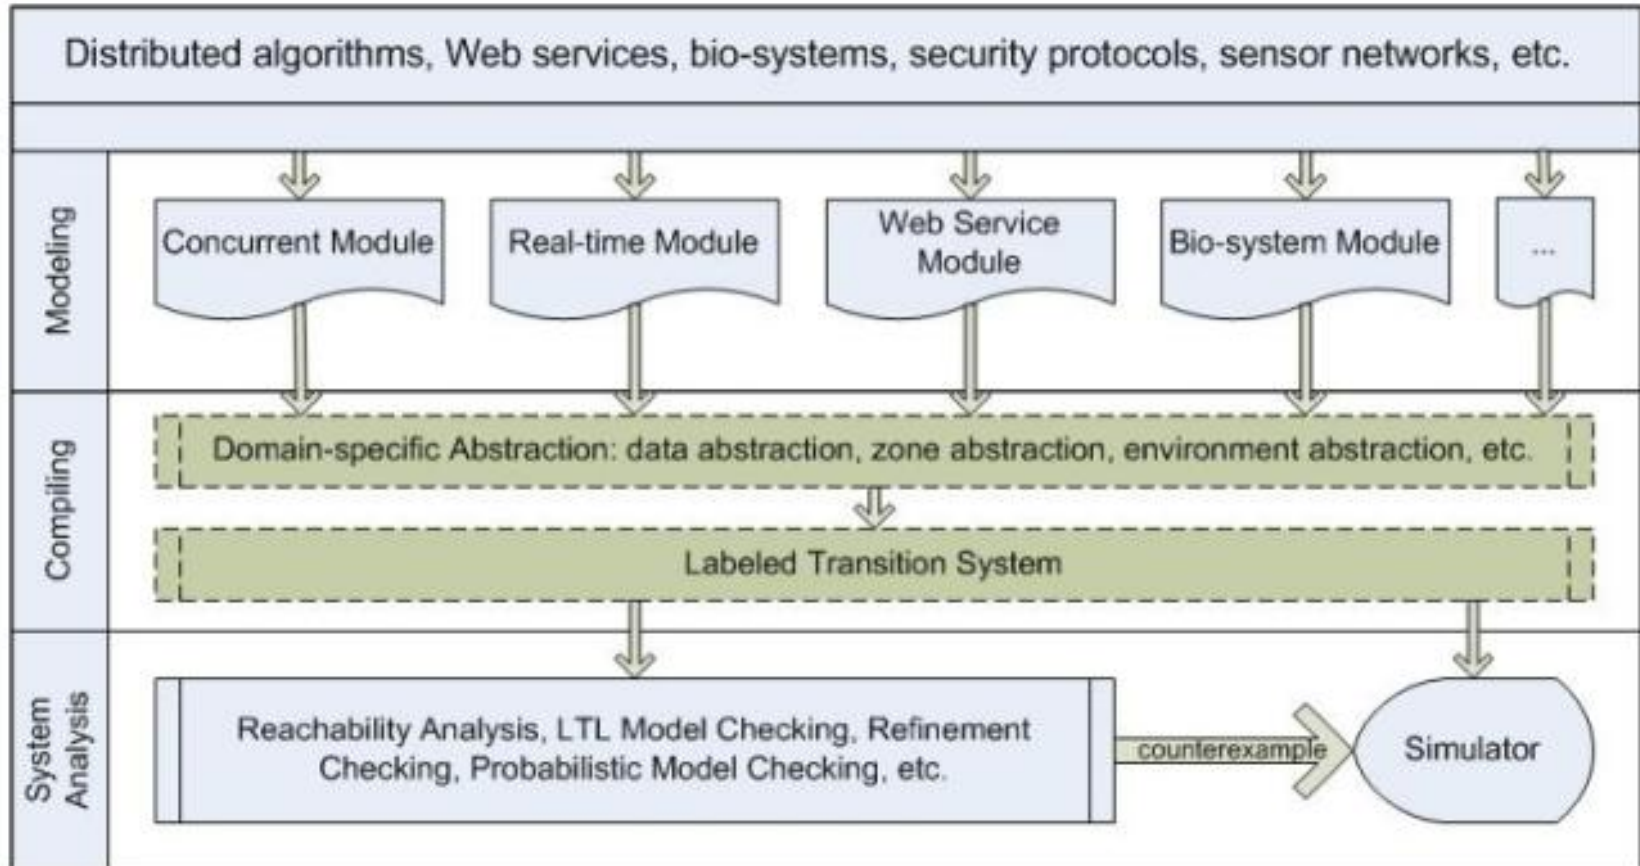 Distributed algorithms, Web services, bio-systems, security protocols, sensor networks, etc.
Modeling
Concurrent Module
Real-time Module
Web Service
Module
Bio-system Module
...
Compiling
Domain-specific Abstraction: data abstraction, zone abstraction, environment abstraction, etc.
Labeled Transition System
System
Analysis
Reachability Analysis, LTL Model Checking, Refinement
Checking, Probabilistic Model Checking, etc.
counterexample
Simulator